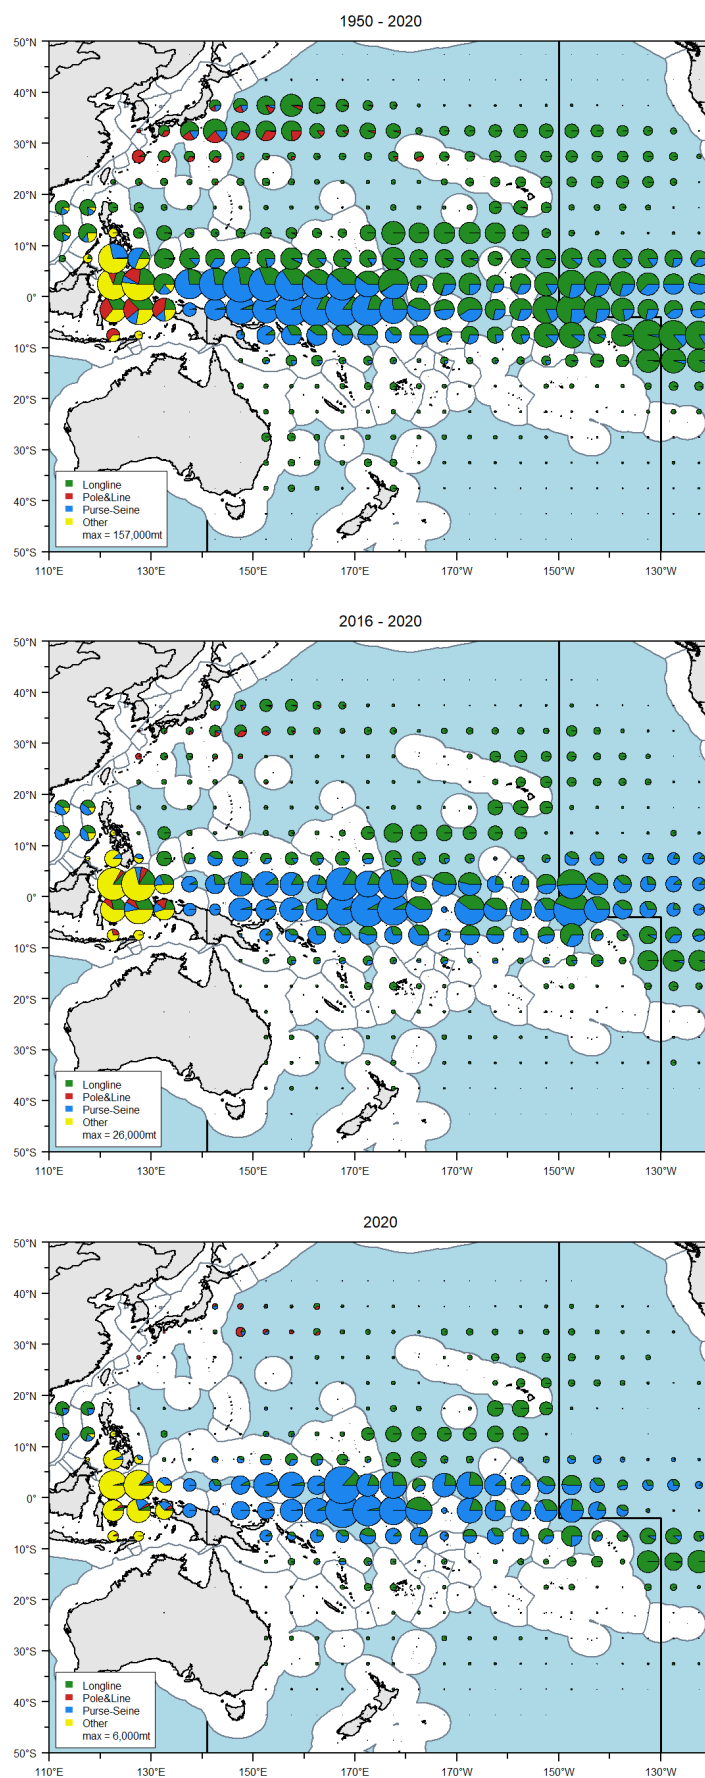 1950 - 2020
50°N
40°N
30°N
20°N
10°N
0°
10°S
20°S
30°S
40°S
50°S
Longline
Pole&Line
Purse-Seine
Other
max = 157,000mt
110°E 130°E 150°E 170°E 170°W 150°W 130°W
2016 - 2020
50°N
40°N
30°N
20°N
10°N
0°
10°S
20°S
30°S
40°S
50°S
Longline
Pole&Line
Purse-Seine
Other
max = 26,000mt
110°E 130°E 150°E 170°E 170°W 150°W 130°W
2020
50°N
40°N
30°N
20°N
10°N
0°
10°S
20°S
30°S
40°S
50°S
Longline
Pole&Line
Purse-Seine
Other
max = 6,000mt
110°E 130°E 150°E 170°E 170°W 150°W 130°W